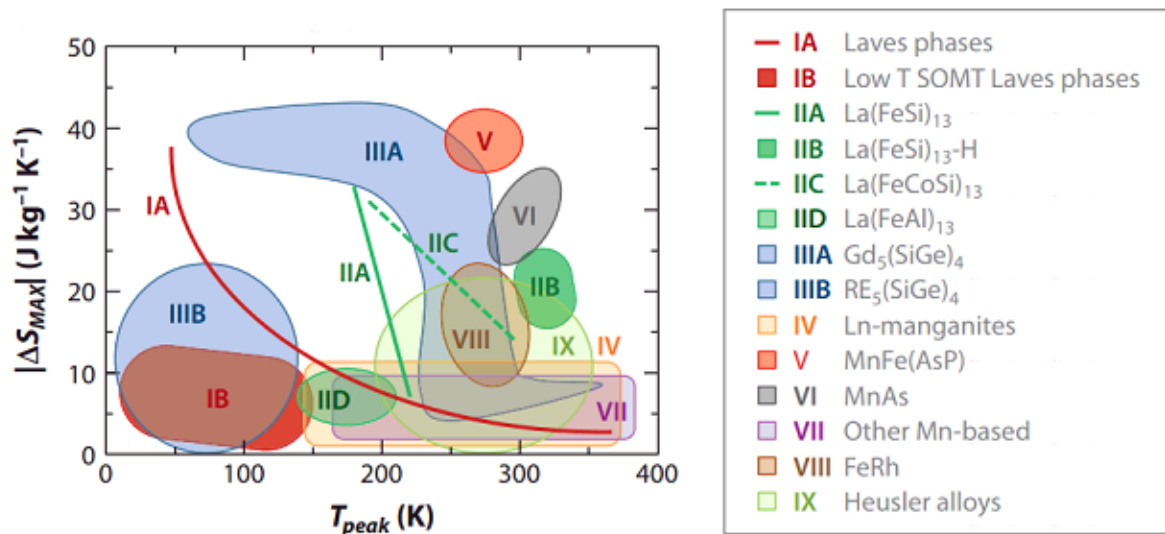 50
40
30
20
10
0
|ΔS_MAX| (J kg⁻¹ K⁻¹)
0 100 200 300 400
T_peak (K)
IA
IIIA
V
VI
IIC
IIA
IIB
IIIB
VIII
IX
IV
IB
IID
VII
IA Laves phases
IB Low T SOMT Laves phases
IIA La(FeSi)₁₃
IIB La(FeSi)₁₃-H
IIC La(FeCoSi)₁₃
IID La(FeAl)₁₃
IIIA Gd₅(SiGe)₄
IIIB RE₅(SiGe)₄
IV Ln-manganites
V MnFe(AsP)
VI MnAs
VII Other Mn-based
VIII FeRh
IX Heusler alloys